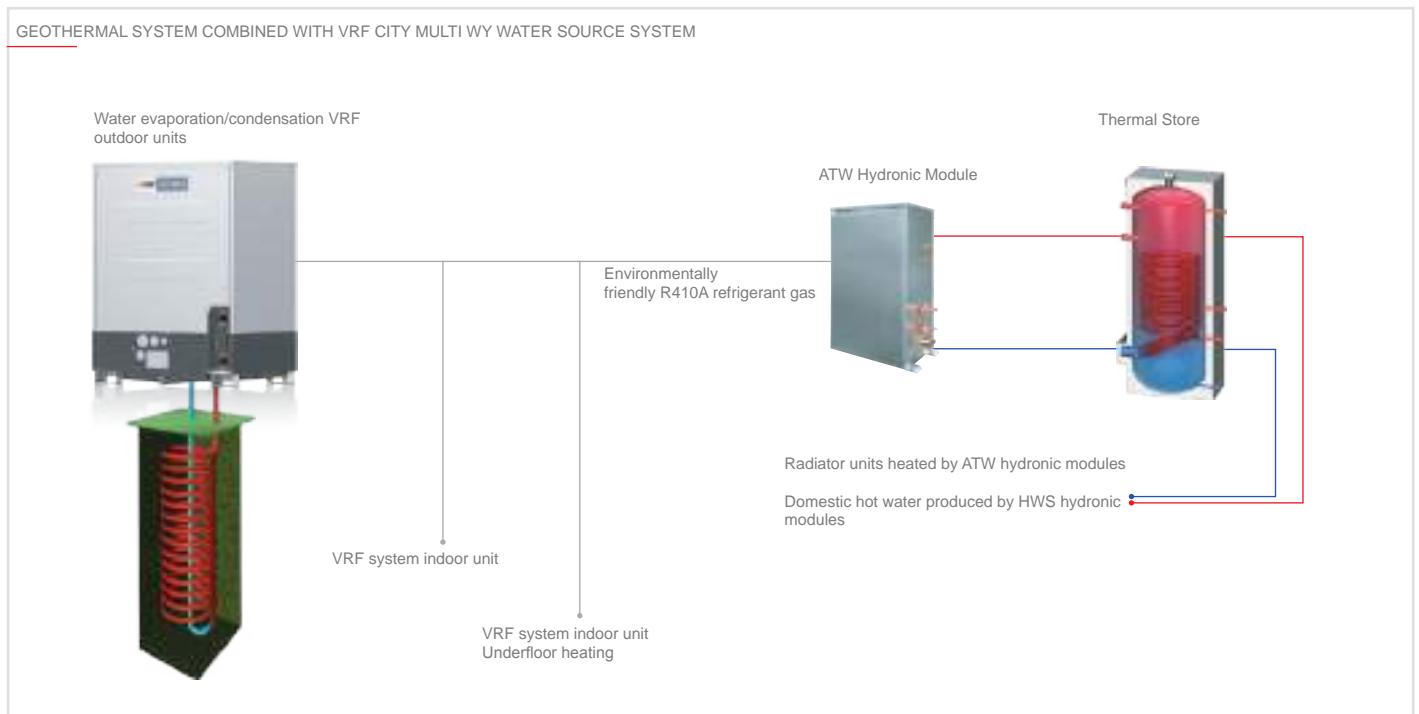 GEOTHERMAL SYSTEM COMBINED WITH VRF CITY MULTI WY WATER SOURCE SYSTEM
Water evaporation/condensation VRF
outdoor units
Thermal Store
ATW Hydronic Module
Environmentally
friendly R410A refrigerant gas
Radiator units heated by ATW hydronic modules
Domestic hot water produced by HWS hydronic
modules
VRF system indoor unit
VRF system indoor unit
Underfloor heating